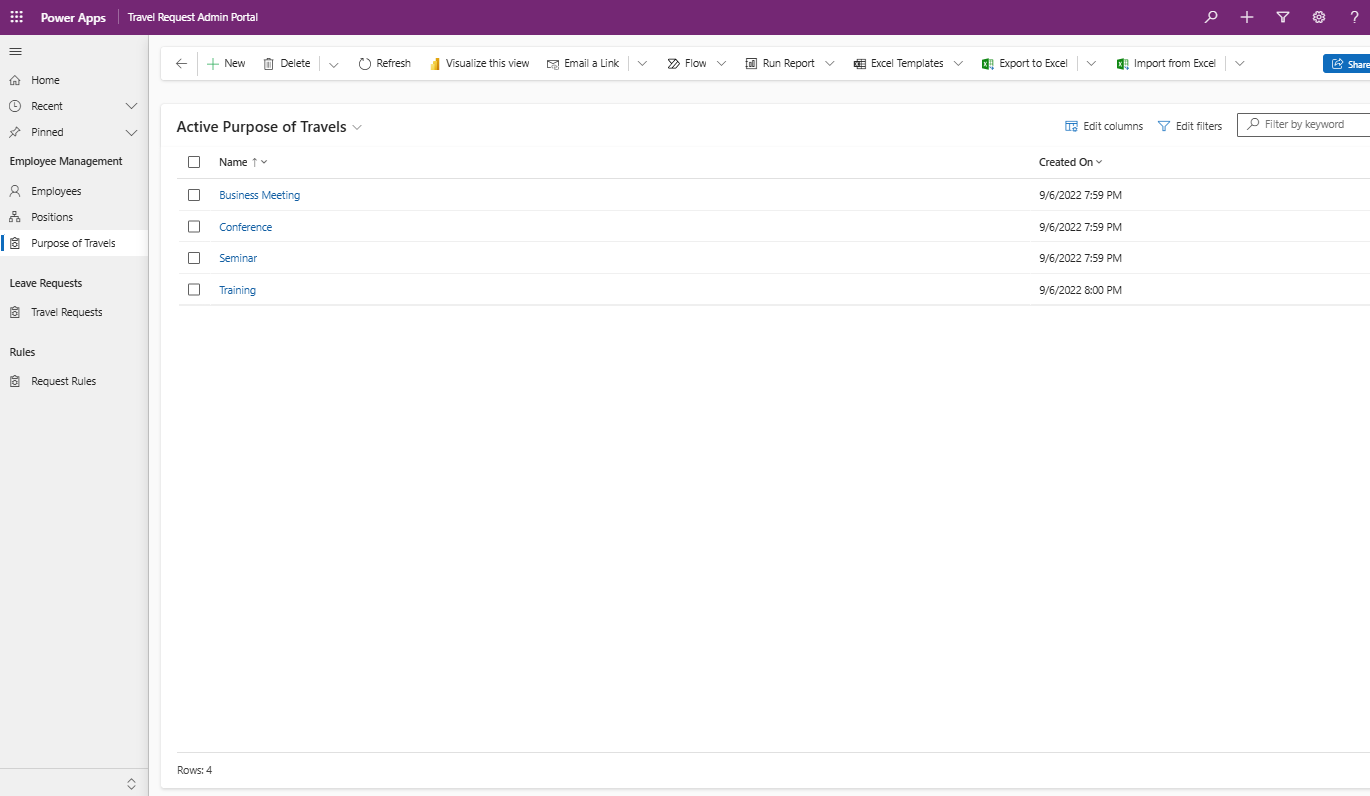 Power Apps Travel Request Admin Portal
Home
Recent
Pinned
Employee Management
Employees
Positions
Purpose of Travels
Leave Requests
Travel Requests
Rules
Request Rules
New Delete Refresh Visualize this view Email a Link Flow Run Report Excel Templates Export to Excel Import from Excel Share
Active Purpose of Travels Edit columns Edit filters Filter by keyword
Name ↑ Created On
Business Meeting 9/6/2022 7:59 PM
Conference 9/6/2022 7:59 PM
Seminar 9/6/2022 7:59 PM
Training 9/6/2022 8:00 PM
Rows: 4